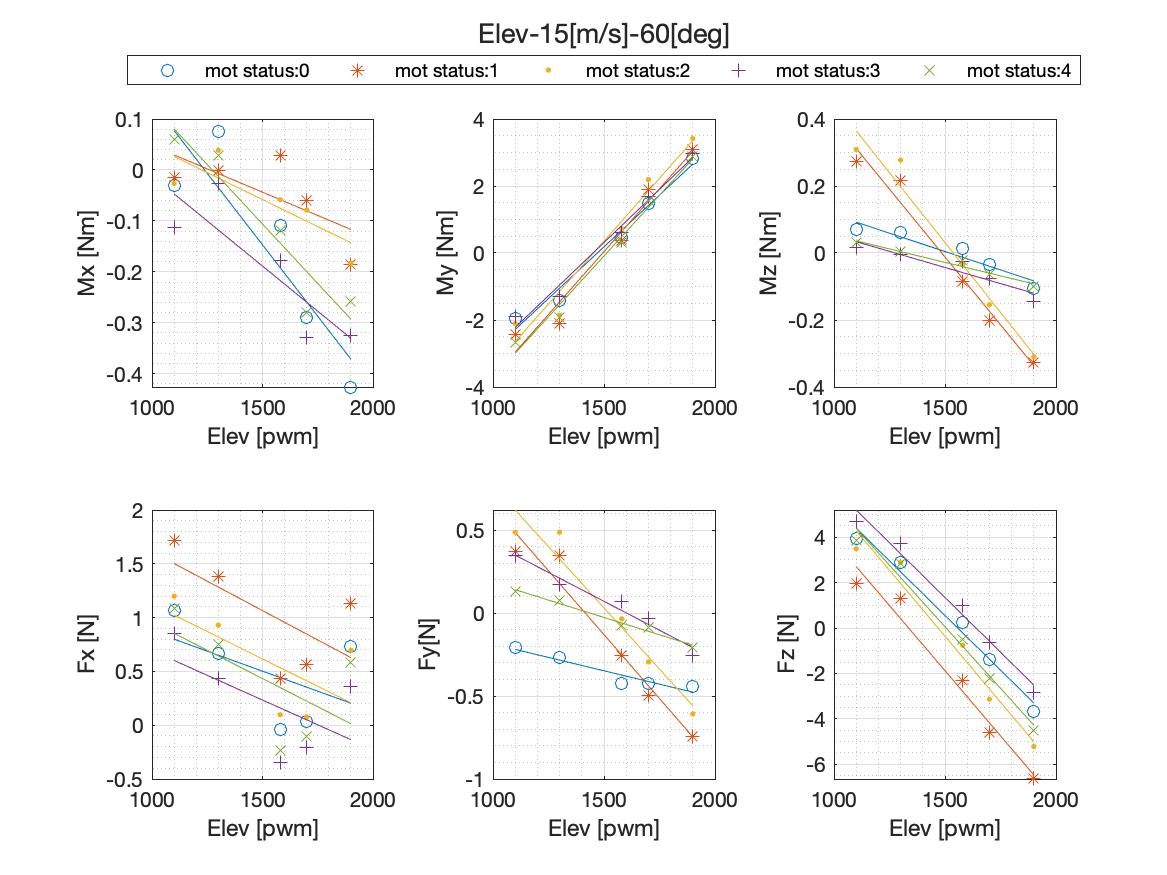 Elev-15[m/s]-60[deg]
mot status:0 mot status:1 mot status:2 mot status:3 mot status:4
0.1
0
-0.1
-0.2
-0.3
-0.4
Mx [Nm]
1000 1500 2000
Elev [pwm]
4
2
0
-2
-4
My [Nm]
1000 1500 2000
Elev [pwm]
0.4
0.2
0
-0.2
-0.4
Mz [Nm]
1000 1500 2000
Elev [pwm]
2
1.5
1
0.5
0
-0.5
Fx [N]
1000 1500 2000
Elev [pwm]
0.5
0
-0.5
-1
Fy[N]
1000 1500 2000
Elev [pwm]
4
2
0
-2
-4
-6
Fz [N]
1000 1500 2000
Elev [pwm]